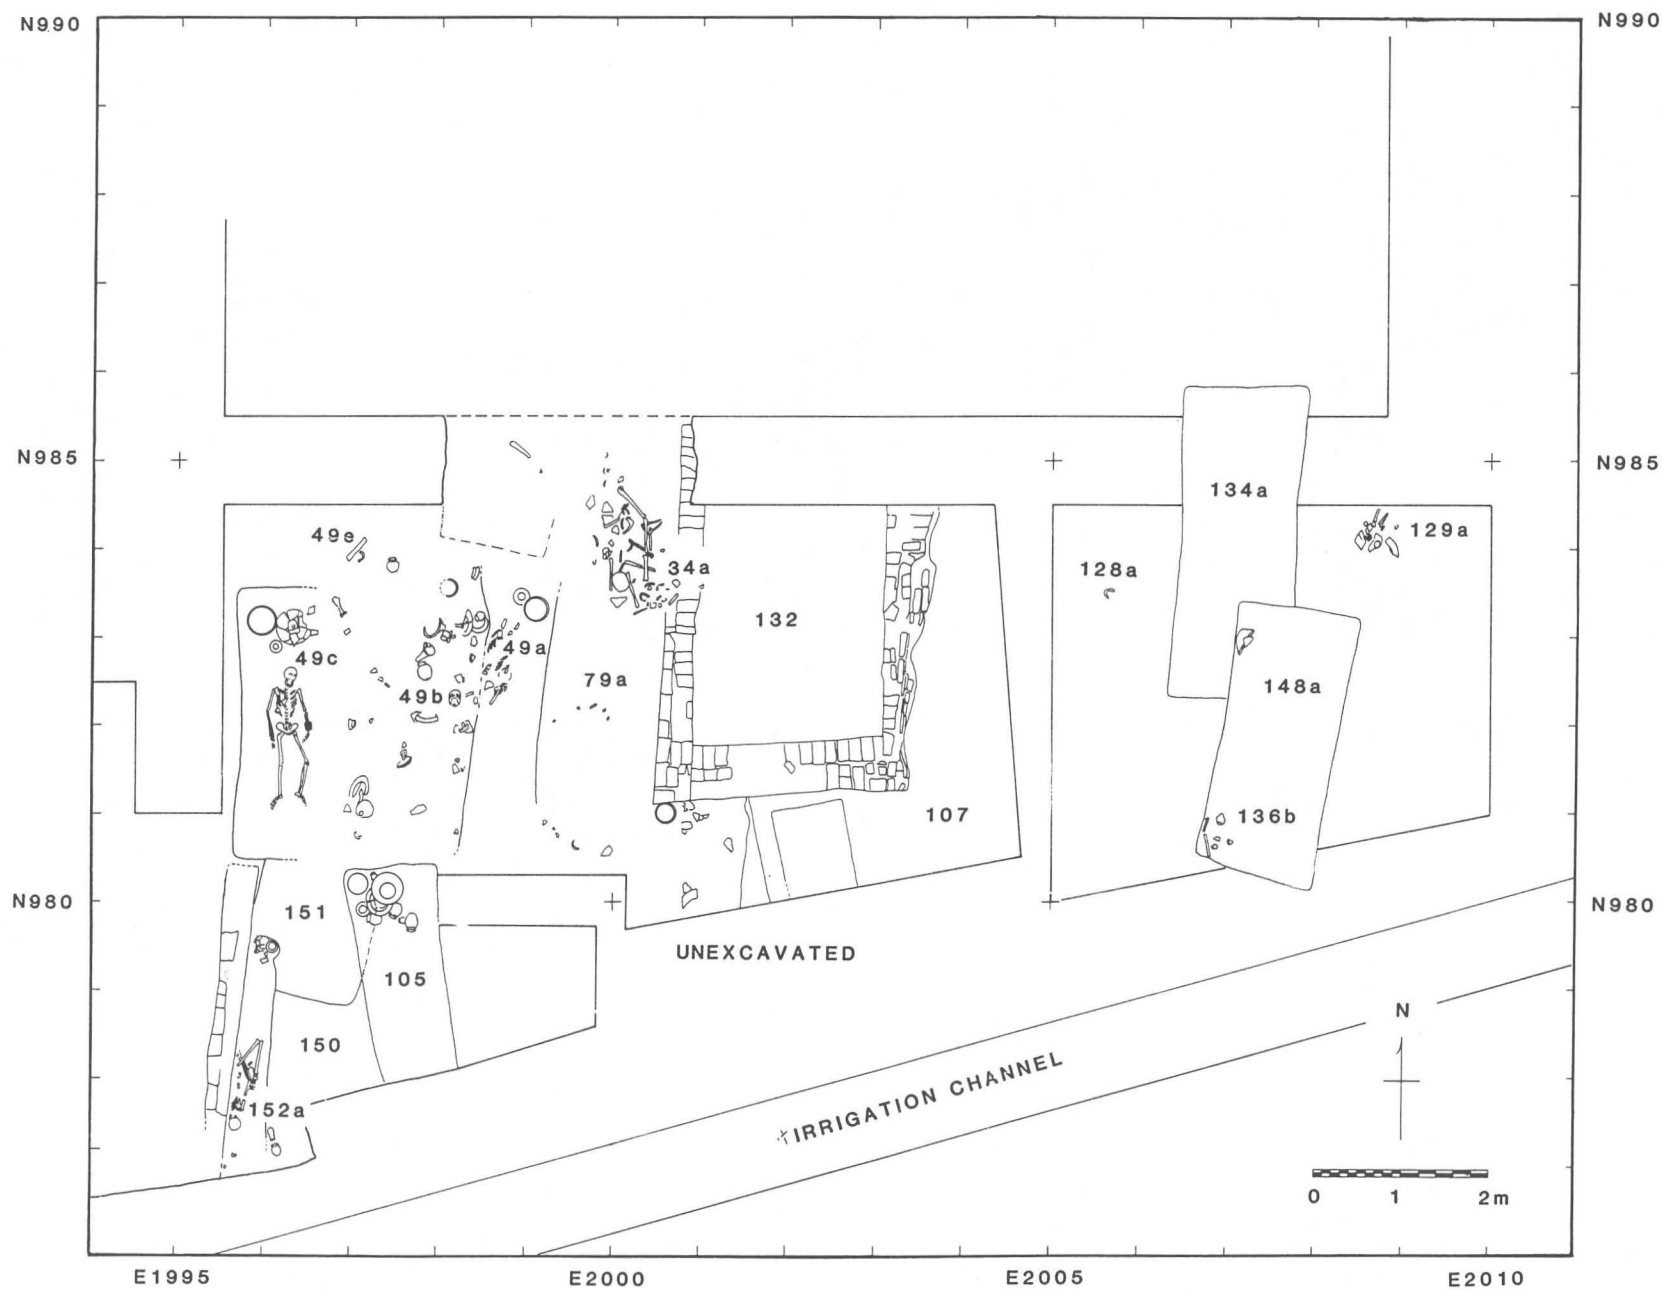 N990 N990
N985 N985
134a
129a
49e
34a
128a
132
49a
49c
79a
148a
49b
107
136b
N980 N980
151
UNEXCAVATED
105
N
150
IRRIGATION CHANNEL
152a
0 1 2m
E1995 E2000 E2005 E2010